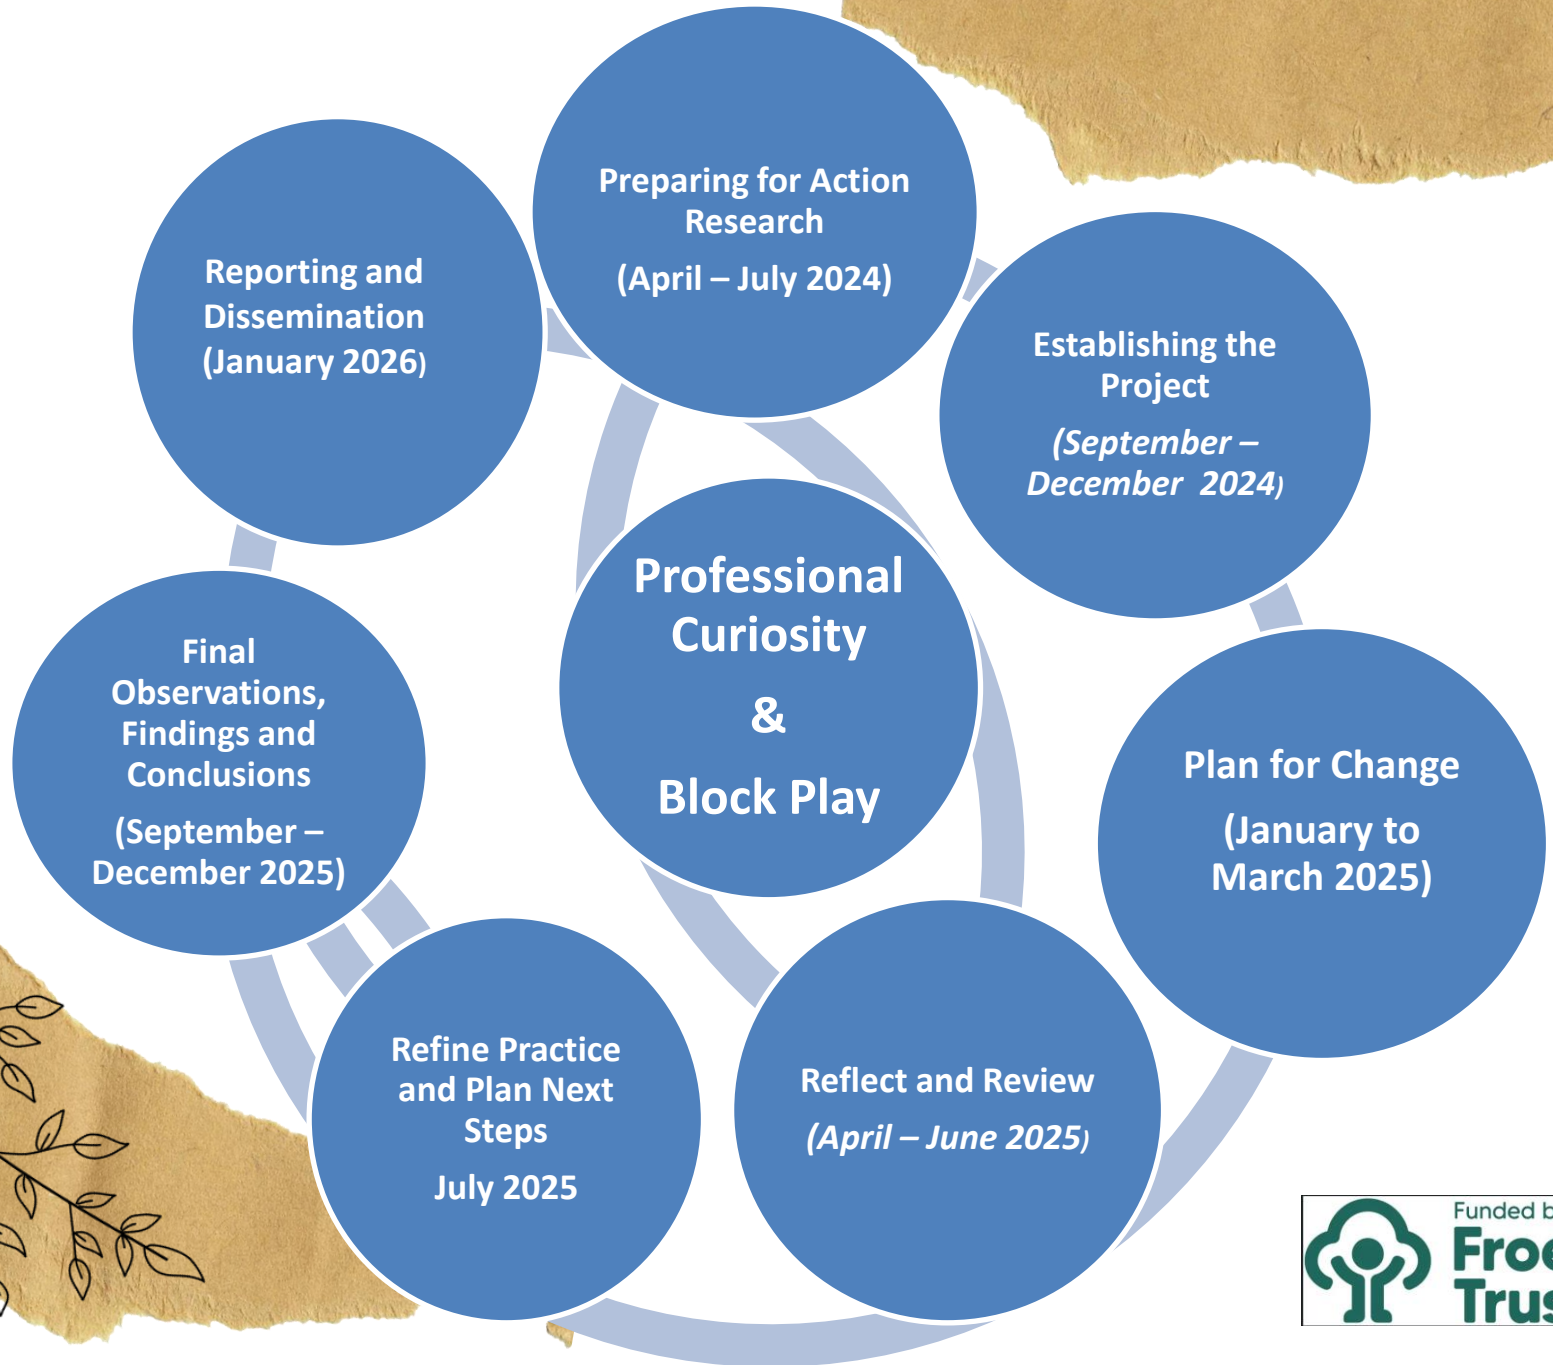 Preparing for Action
Research
(April – July 2024)
Establishing the
Project
(September –
December 2024)
Plan for Change
(January to
March 2025)
Reflect and Review
(April – June 2025)
Refine Practice
and Plan Next
Steps
July 2025
Final
Observations,
Findings and
Conclusions
(September –
December 2025)
Reporting and
Dissemination
(January 2026)
Professional
Curiosity
&
Block Play
Funded